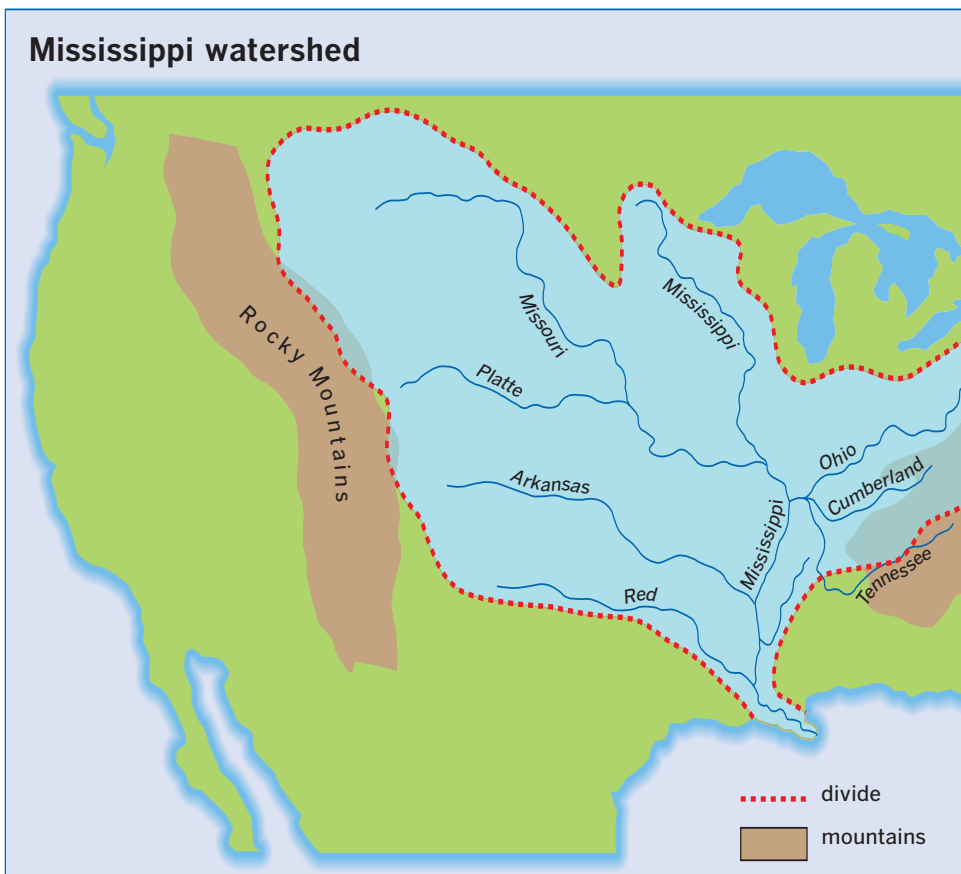 Mississippi watershed
Rocky Mountains
Missouri
Mississippi
Platte
Ohio
Cumberland
Arkansas
Mississippi
Tennessee
Red
divide
mountains